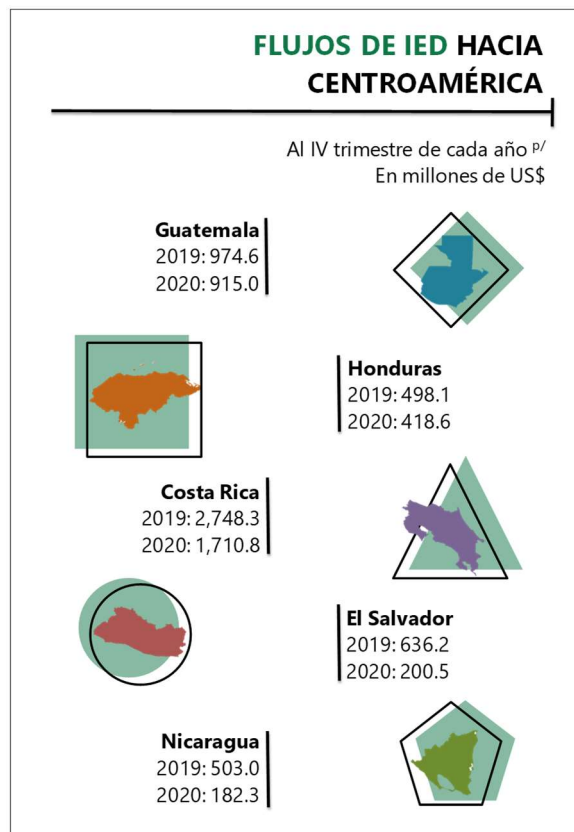 FLUJOS DE IED HACIA
CENTROAMÉRICA
Al IV trimestre de cada año p/
En millones de US$
Guatemala
2019: 974.6
2020: 915.0
Honduras
2019: 498.1
2020: 418.6
Costa Rica
2019: 2,748.3
2020: 1,710.8
El Salvador
2019: 636.2
2020: 200.5
Nicaragua
2019: 503.0
2020: 182.3